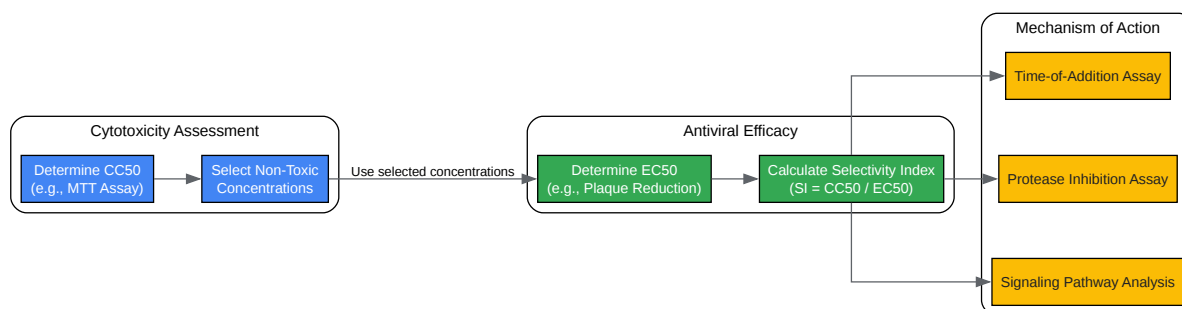 Cytotoxicity Assessment
Determine CC50
(e.g., MTT Assay)
Select Non-Toxic
Concentrations
Use selected concentrations
Antiviral Efficacy
Determine EC50
(e.g., Plaque Reduction)
Calculate Selectivity Index
(SI = CC50 / EC50)
Mechanism of Action
Time-of-Addition Assay
Protease Inhibition Assay
Signaling Pathway Analysis